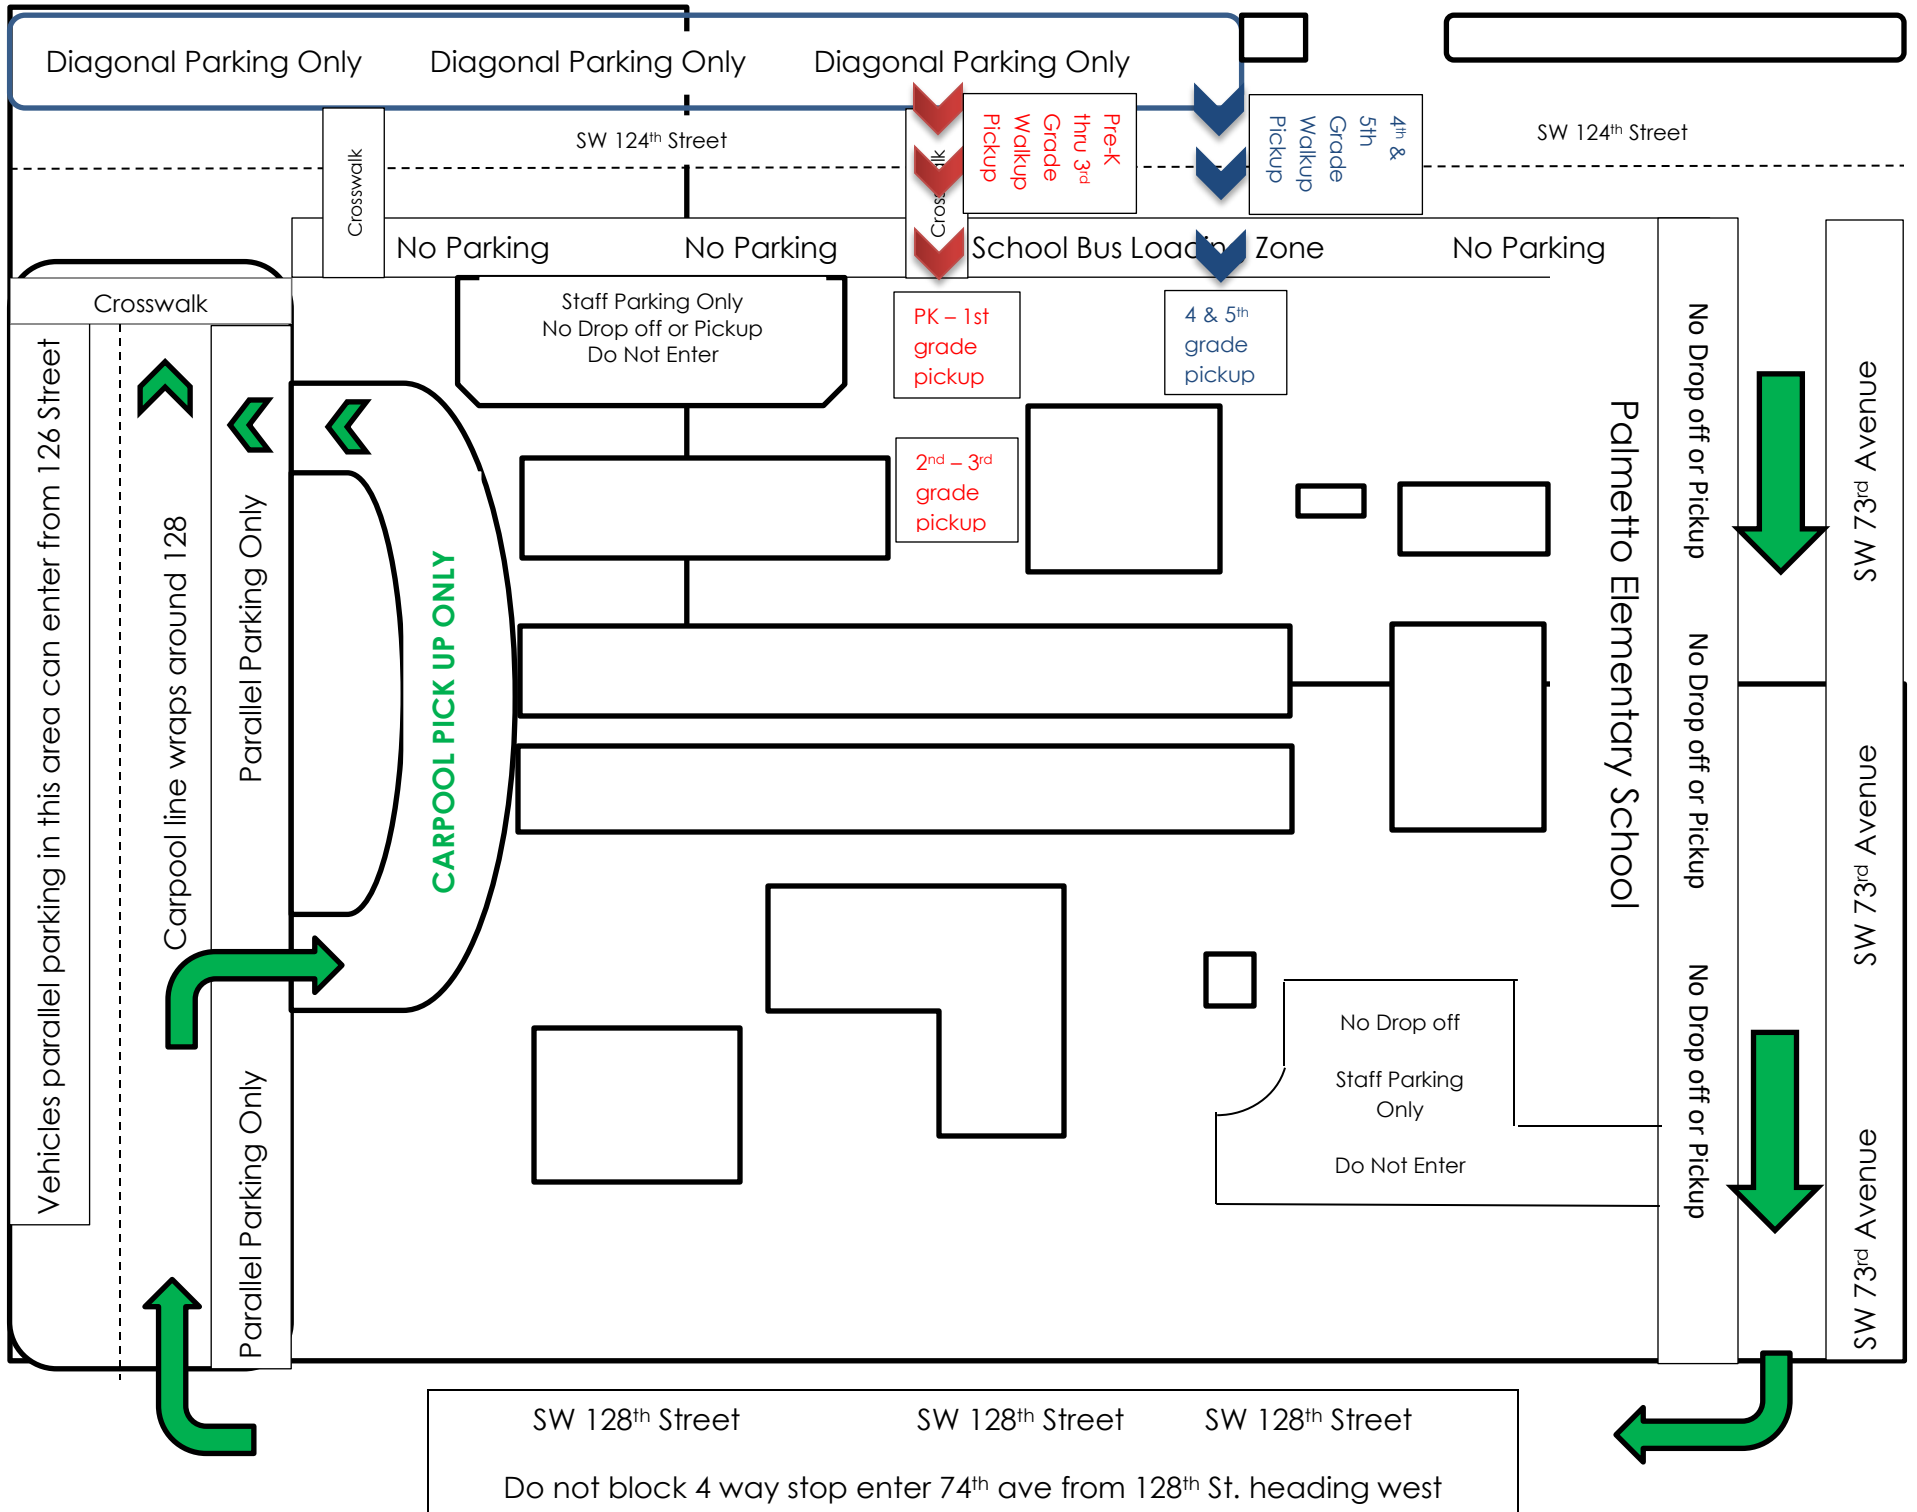 Diagonal Parking Only
Diagonal Parking Only
Diagonal Parking Only
SW 124th Street
SW 124th Street
Crosswalk
Pre-K
thru 3rd
Grade
Walkup
Pickup
4th &
5th
Grade
Walkup
Pickup
No Parking
No Parking
School Bus Loading Zone
No Parking
Crosswalk
Staff Parking Only
No Drop off or Pickup
Do Not Enter
PK – 1st
grade
pickup
4 & 5th
grade
pickup
2nd – 3rd
grade
pickup
Vehicles parallel parking in this area can enter from 126 Street
Carpool line wraps around 128
Parallel Parking Only
Parallel Parking Only
CARPOOL PICK UP ONLY
Palmetto Elementary School
No Drop off or Pickup
No Drop off or Pickup
No Drop off or Pickup
SW 73rd Avenue
SW 73rd Avenue
SW 73rd Avenue
No Drop off
Staff Parking
Only
Do Not Enter
SW 128th Street
SW 128th Street
SW 128th Street
Do not block 4 way stop enter 74th ave from 128th St. heading west